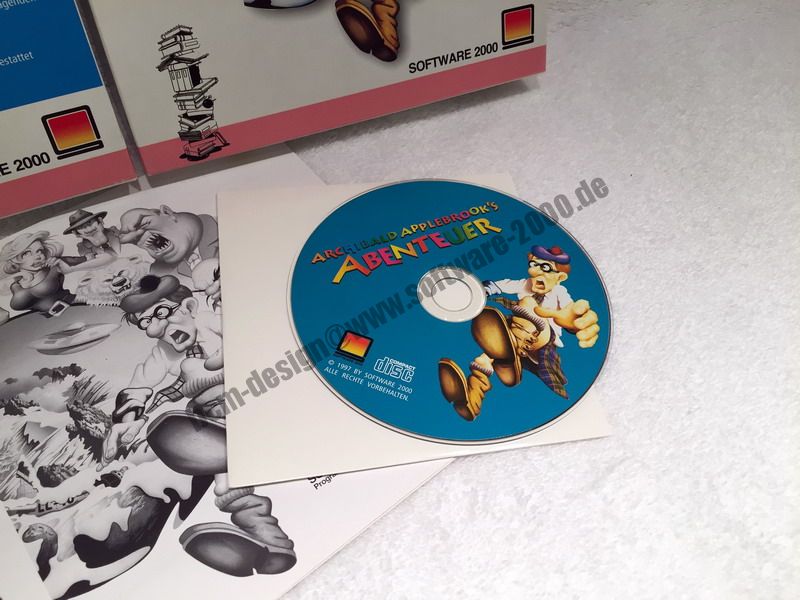 estattet
E 2000
SOFTWARE 2000
ARCHIBALD APPLEBROOK'S
ABENTEUER
COMPACT
disc
© 1997 BY SOFTWARE 2000
ALLE RECHTE VORBEHALTEN.
-design@www.software-2000.de